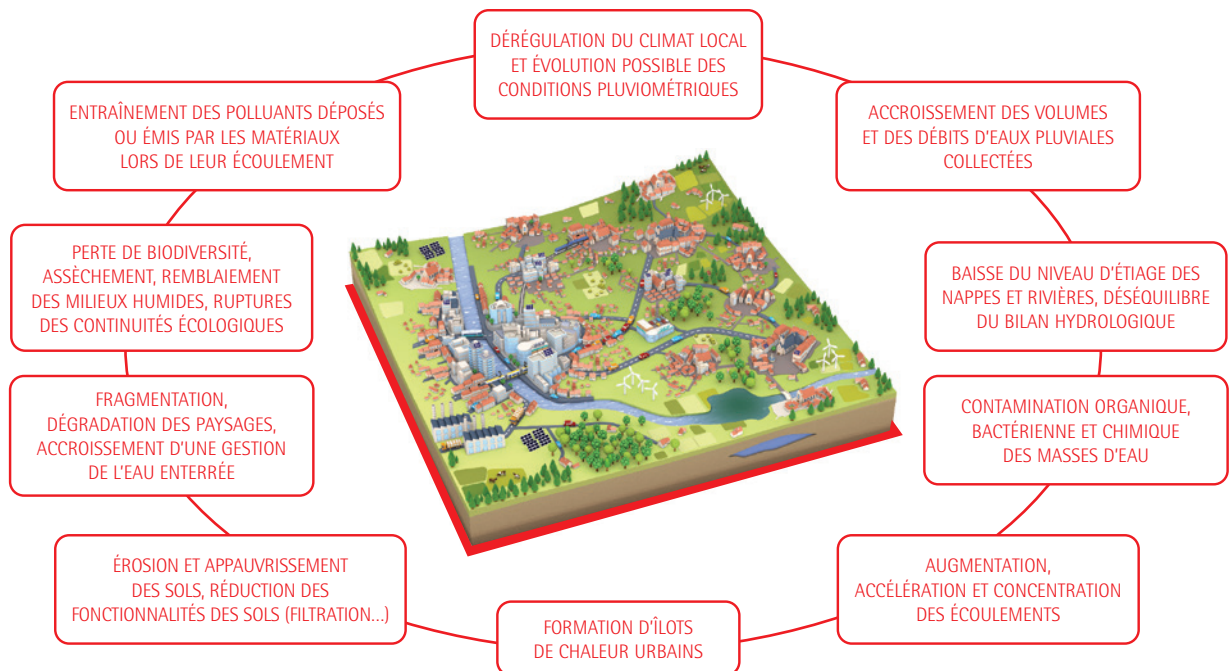 DÉRÉGULATION DU CLIMAT LOCAL
ET ÉVOLUTION POSSIBLE DES
CONDITIONS PLUVIOMÉTRIQUES
ENTRAÎNEMENT DES POLLUANTS DÉPOSÉS
OU ÉMIS PAR LES MATÉRIAUX
LORS DE LEUR ÉCOULEMENT
ACCROISSEMENT DES VOLUMES
ET DES DÉBITS D'EAUX PLUVIALES
COLLECTÉES
PERTE DE BIODIVERSITÉ,
ASSÈCHEMENT, REMBLAIEMENT
DES MILIEUX HUMIDES, RUPTURES
DES CONTINUITÉS ÉCOLOGIQUES
BAISSE DU NIVEAU D'ÉTIAGE DES
NAPPES ET RIVIÈRES, DÉSÉQUILIBRE
DU BILAN HYDROLOGIQUE
FRAGMENTATION,
DÉGRADATION DES PAYSAGES,
ACCROISSEMENT D'UNE GESTION
DE L'EAU ENTERRÉE
CONTAMINATION ORGANIQUE,
BACTÉRIENNE ET CHIMIQUE
DES MASSES D'EAU
ÉROSION ET APPAUVRISSEMENT
DES SOLS, RÉDUCTION DES
FONCTIONNALITÉS DES SOLS (FILTRATION...)
AUGMENTATION,
ACCÉLÉRATION ET CONCENTRATION
DES ÉCOULEMENTS
FORMATION D'ÎLOTS
DE CHALEUR URBAINS